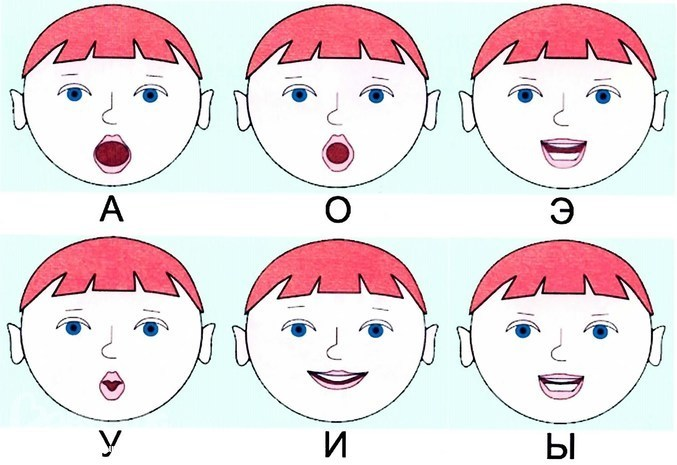 А О Э
У И Ы